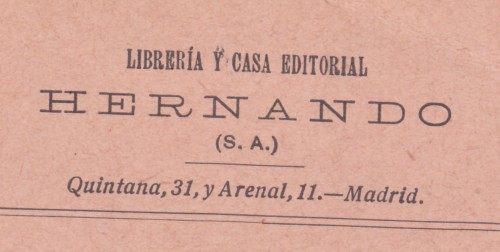 LIBRERÍA Y CASA EDITORIAL
HERNANDO
(S. A.)
Quintana, 31, y Arenal, 11.—Madrid.